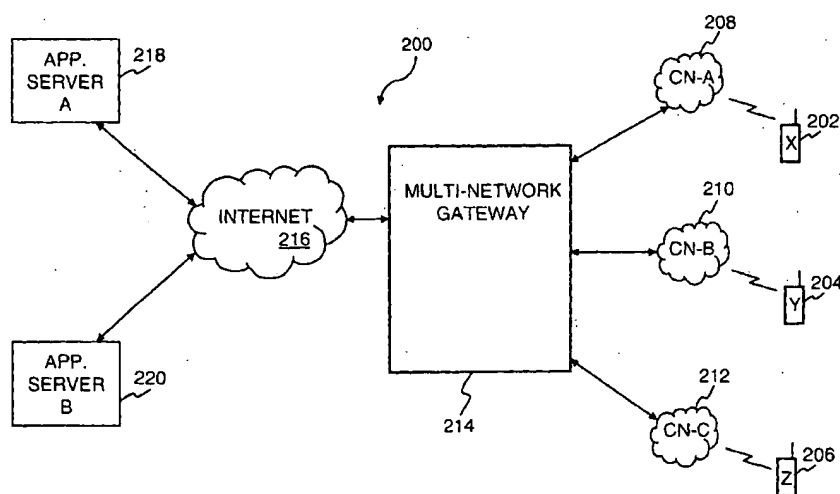 APP.
SERVER
A
218
200
208
CN-A
202
X
MULTI-NETWORK
GATEWAY
INTERNET
216
210
CN-B
204
Y
APP.
SERVER
B
220
214
212
CN-C
206
Z